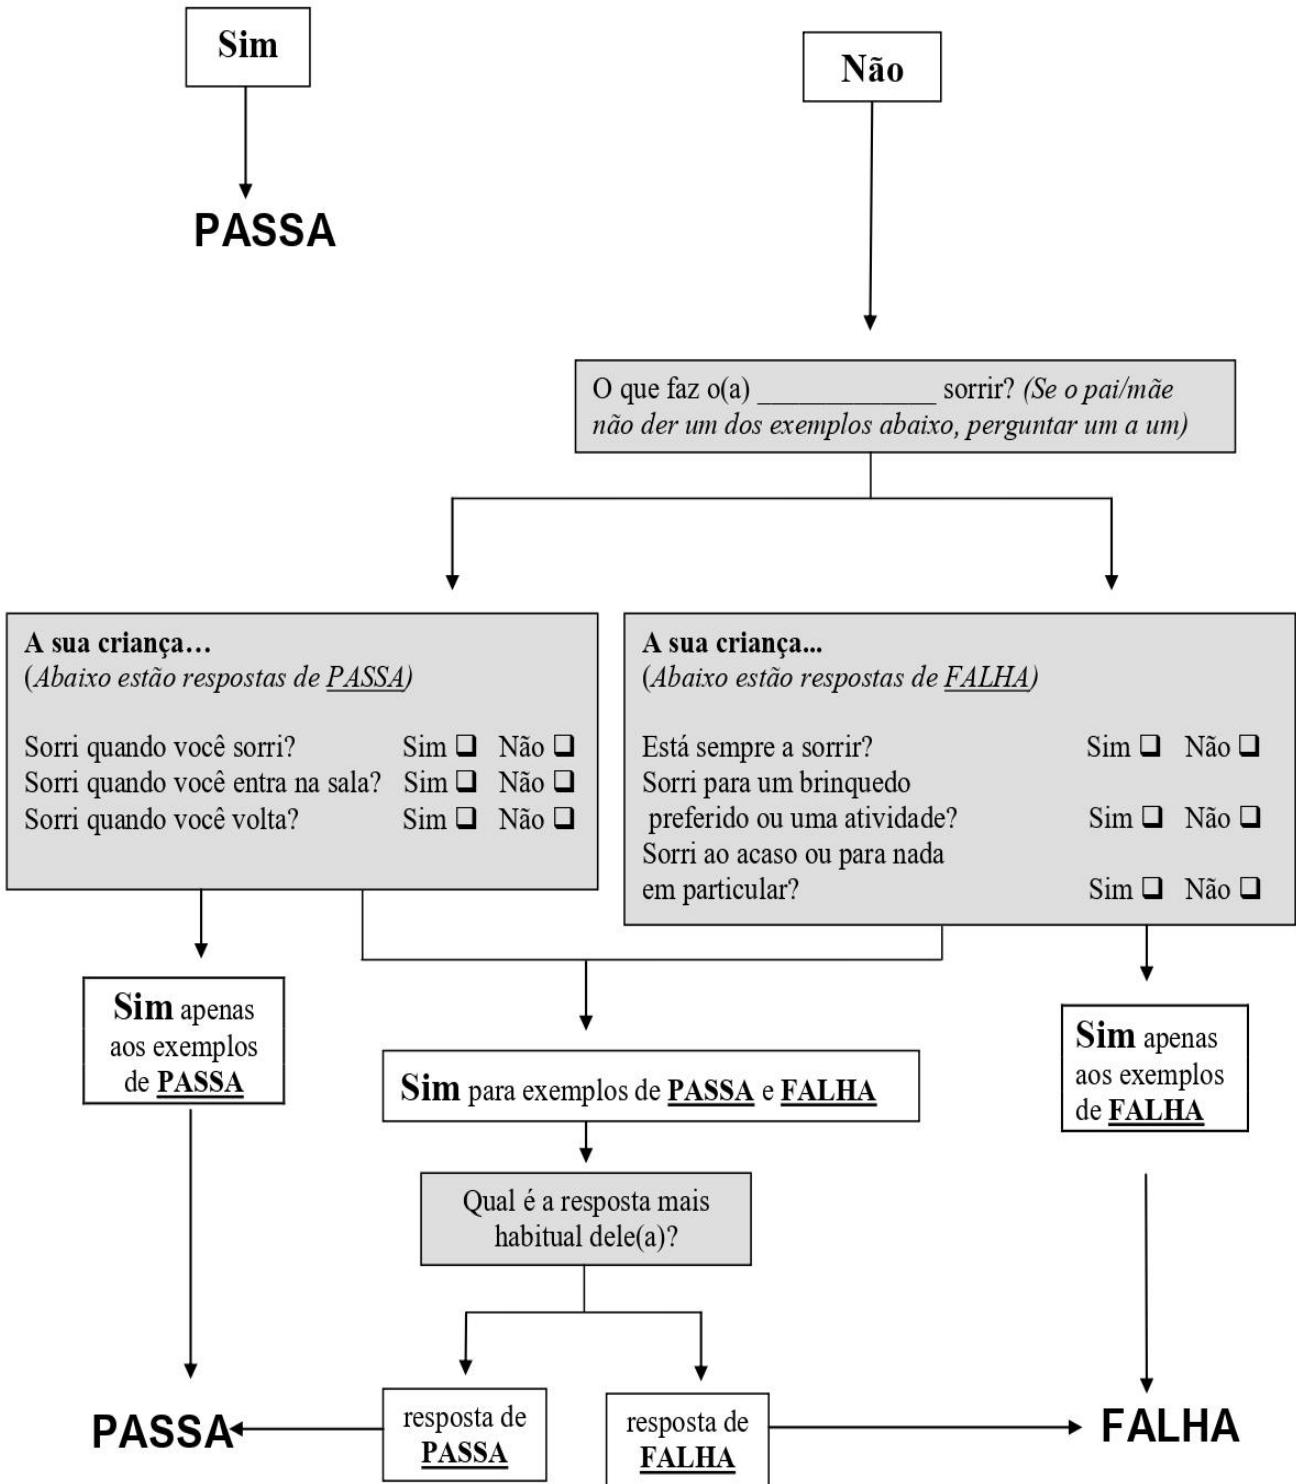 Sim
Não
PASSA
O que faz o(a) _____________ sorrir? (Se o pai/mãe
não der um dos exemplos abaixo, perguntar um a um)
A sua criança…
(Abaixo estão respostas de PASSA)
Sorri quando você sorri? Sim ❑ Não ❑
Sorri quando você entra na sala? Sim ❑ Não ❑
Sorri quando você volta? Sim ❑ Não ❑
A sua criança...
(Abaixo estão respostas de FALHA)
Está sempre a sorrir? Sim ❑ Não ❑
Sorri para um brinquedo
preferido ou uma atividade? Sim ❑ Não ❑
Sorri ao acaso ou para nada
em particular? Sim ❑ Não ❑
Sim apenas
aos exemplos
de PASSA
Sim para exemplos de PASSA e FALHA
Sim apenas
aos exemplos
de FALHA
Qual é a resposta mais
habitual dele(a)?
PASSA
resposta de
PASSA
resposta de
FALHA
FALHA